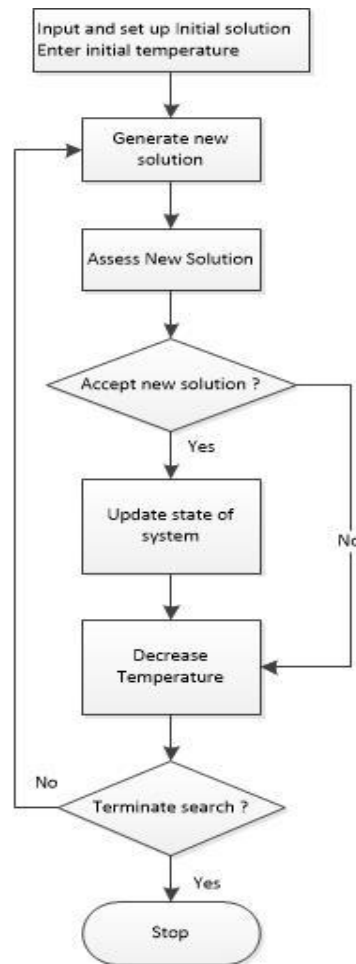 Input and set up Initial solution
Enter initial temperature
Generate new
solution
Assess New Solution
Accept new solution ?
Yes
Update state of
system
No
Decrease
Temperature
No
Terminate search ?
Yes
Stop